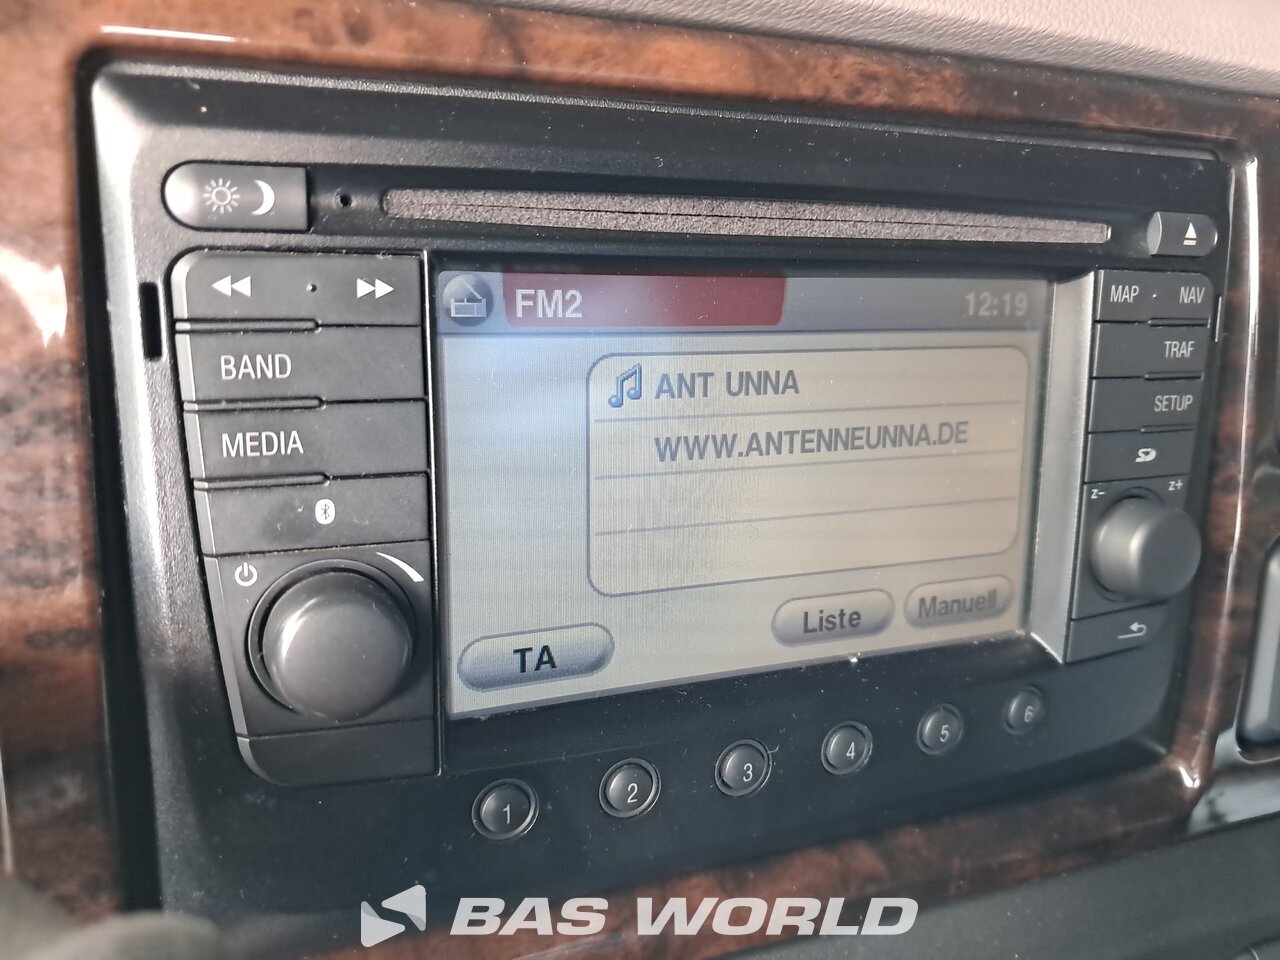 BAND
MEDIA
FM2 12:19
ANT UNNA
WWW.ANTENNEUNNA.DE
TA Liste Manuell
MAP · NAV
TRAF
SETUP
z- z+
1 2 3 4 5 6
BAS WORLD